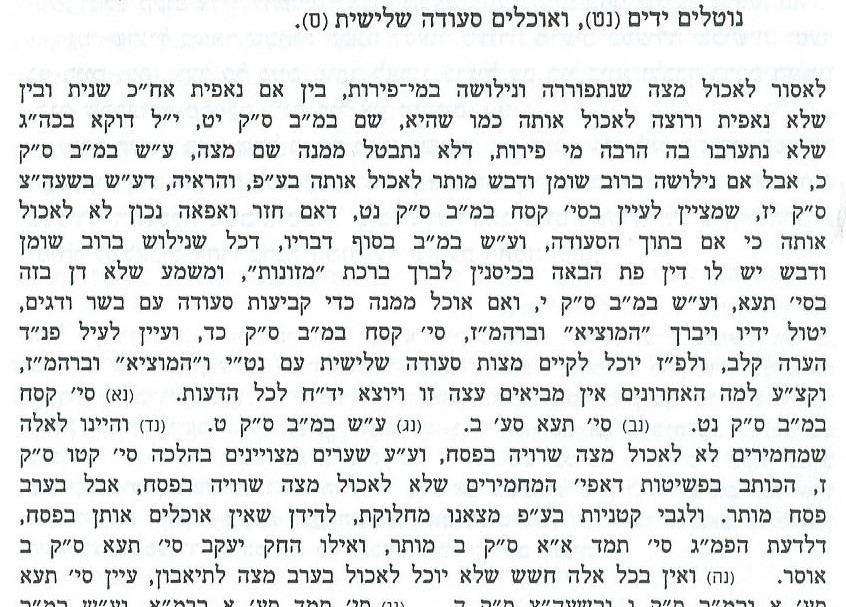 נוטלים ידים (נט), ואוכלים סעודה שלישית (ס).
לאסור לאכול מצה שנתפוררה ונילושה במי־פירות, בין אם נאפית אח״כ שנית ובין
שלא נאפית ורוצה לאכול אותה כמו שהיא, שם במ״ב ס״ק יט, י״ל דוקא בכה״ג
שלא נתערבו בה הרבה מי פירות, דלא נתבטל ממנה שם מצה, ע״ש במ״ב ס״ק
כ, אבל אם נילושה ברוב שומן ודבש מותר לאכול אותה בע״פ, והראיה, דע״ש בשעה״צ
ס״ק יז, שמציין לעיין בסי׳ קסח במ״ב ס״ק נט, דאם חזר ואפאה נכון לא לאכול
אותה כי אם בתוך הסעודה, וע״ש במ״ב בסוף דבריו, דכל שנילוש ברוב שומן
ודבש יש לו דין פת הבאה בכיסנין לברך ברכת ״מזונות״, ומשמע שלא דן בזה
בסי׳ תעא, וע״ש במ״ב ס״ק י, ואם אוכל ממנה כדי קביעות סעודה עם בשר ודגים,
יטול ידיו ויברך ״המוציא״ וברהמ״ז, סי׳ קסח במ״ב ס״ק כד, ועיין לעיל פנ״ד
הערה קלב, ולפ״ז יוכל לקיים מצות סעודה שלישית עם נט״י ו״המוציא״ וברהמ״ז,
וקצ״ע למה האחרונים אין מביאים עצה זו ויוצא יד״ח לכל הדעות. (נא) סי׳ קסח
במ״ב ס״ק נט. (נב) סי׳ תעא סע׳ ב. (נג) ע״ש במ״ב ס״ק ט. (נד) והיינו לאלה
שמחמירים לא לאכול מצה שרויה בפסח, וע״ע שערים מצויינים בהלכה סי׳ קטו ס״ק
ז, הכותב בפשיטות דאפי׳ המחמירים שלא לאכול מצה שרויה בפסח, אבל בערב
פסח מותר, ולגבי קטניות בע״פ מצאנו מחלוקת, לדידן שאין אוכלים אותן בפסח,
דלדעת הפמ״ג סי׳ תמד א״א ס״ק ב מותר, ואילו החק יעקב סי׳ תעא ס״ק ב
אוסר. (נה) ואין בכל אלה חשש שלא יוכל לאכול בערב מצה לתיאבון, עיין סי׳ תעא